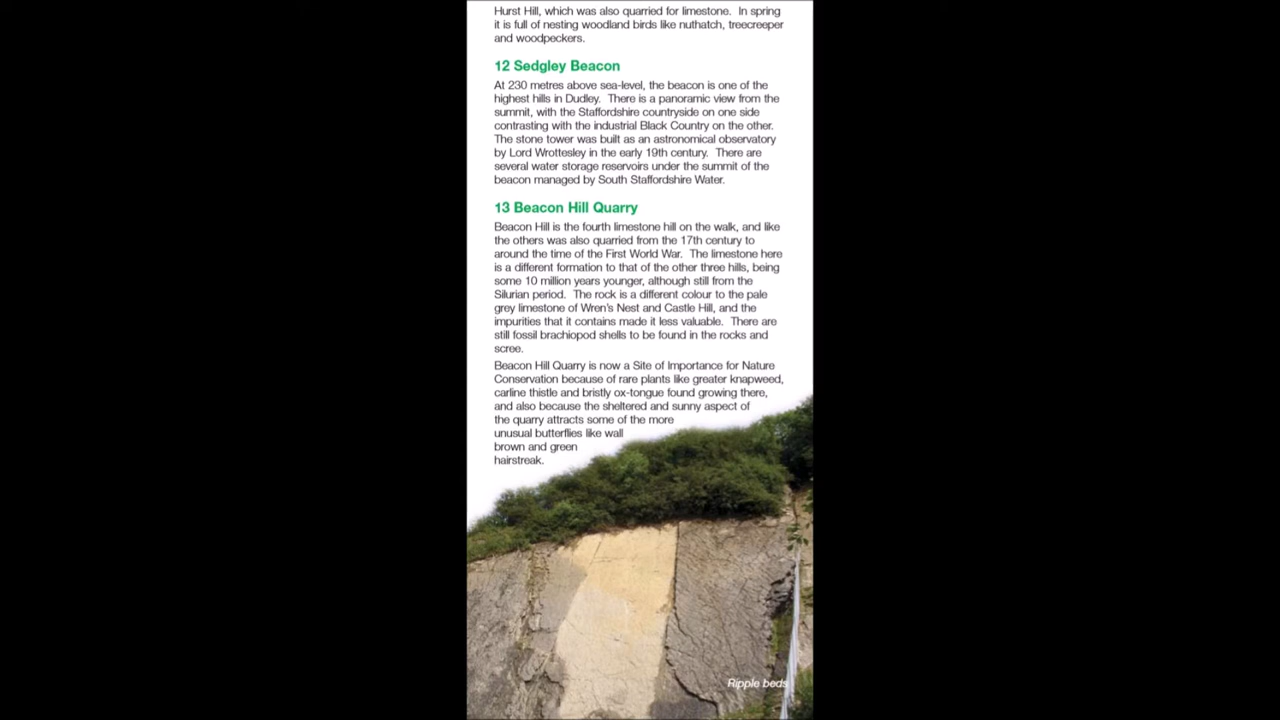 Hurst Hill, which was also quarried for limestone. In spring
it is full of nesting woodland birds like nuthatch, treecreeper
and woodpeckers.
12 Sedgley Beacon
At 230 metres above sea-level, the beacon is one of the
highest hills in Dudley. There is a panoramic view from the
summit, with the Staffordshire countryside on one side
contrasting with the industrial Black Country on the other.
The stone tower was built as an astronomical observatory
by Lord Wrottesley in the early 19th century. There are
several water storage reservoirs under the summit of the
beacon managed by South Staffordshire Water.
13 Beacon Hill Quarry
Beacon Hill is the fourth limestone hill on the walk, and like
the others was also quarried from the 17th century to
around the time of the First World War. The limestone here
is a different formation to that of the other three hills, being
some 10 million years younger, although still from the
Silurian period. The rock is a different colour to the pale
grey limestone of Wren's Nest and Castle Hill, and the
impurities that it contains made it less valuable. There are
still fossil brachiopod shells to be found in the rocks and
scree.
Beacon Hill Quarry is now a Site of Importance for Nature
Conservation because of rare plants like greater knapweed,
carline thistle and bristly ox-tongue found growing there,
and also because the sheltered and sunny aspect of
the quarry attracts some of the more
unusual butterflies like wall
brown and green
hairstreak.
Ripple beds